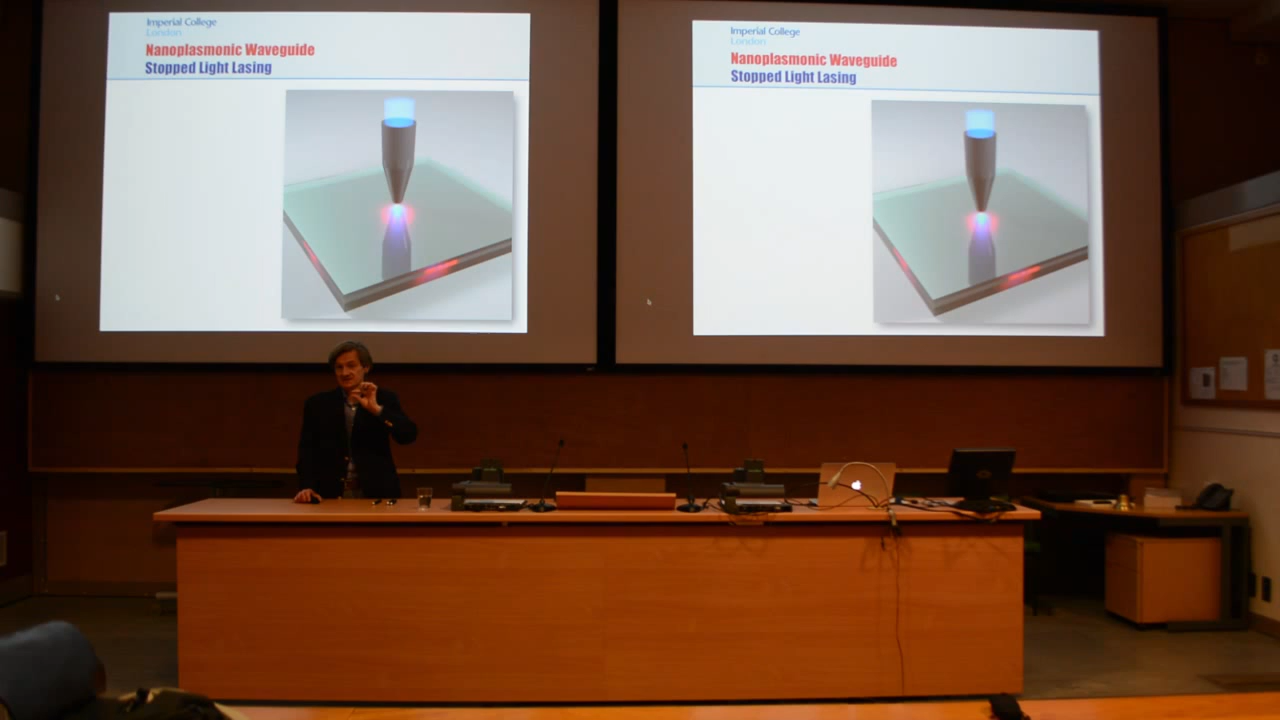 Imperial College
London
Nanoplasmonic Waveguide
Stopped Light Lasing
Imperial College
London
Nanoplasmonic Waveguide
Stopped Light Lasing